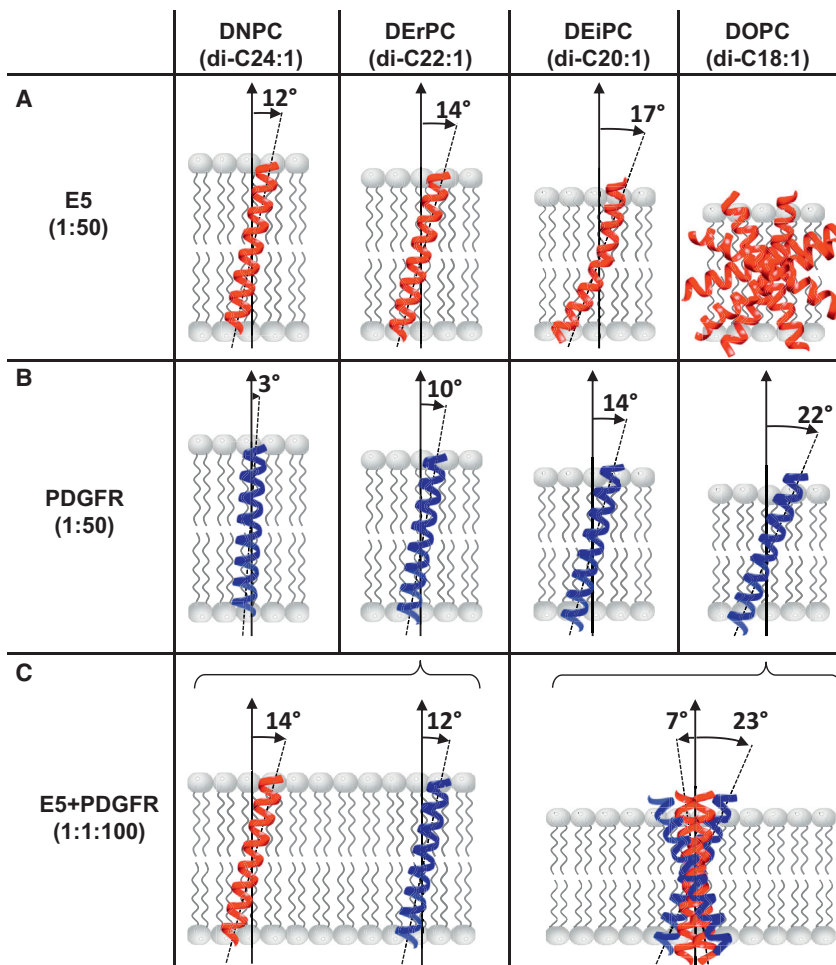 DNPC
(di-C24:1)
DErPC
(di-C22:1)
DEiPC
(di-C20:1)
DOPC
(di-C18:1)
A
E5
(1:50)
12°
14°
17°
B
PDGFR
(1:50)
3°
10°
14°
22°
C
E5+PDGFR
(1:1:100)
14°
12°
7°
23°